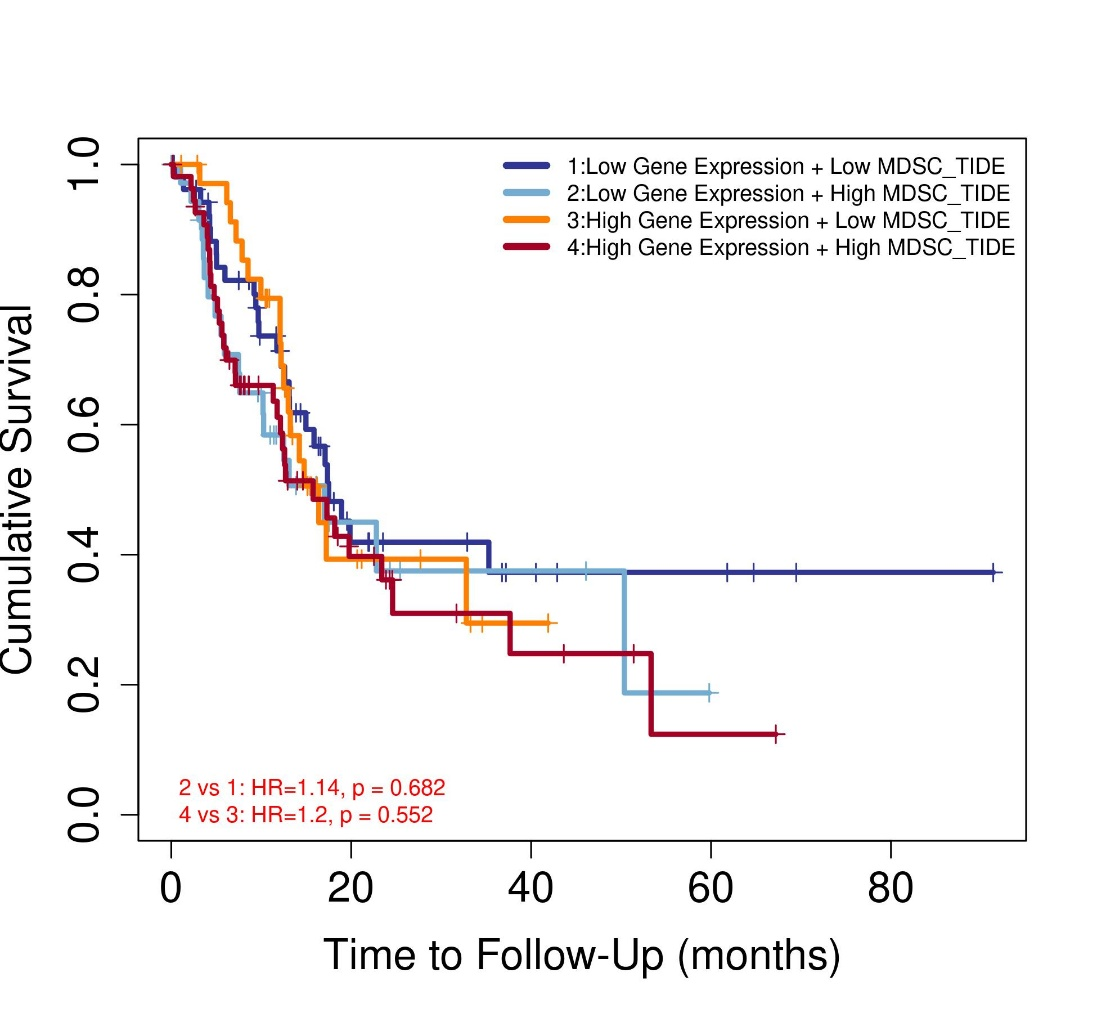 1:Low Gene Expression + Low MDSC_TIDE
2:Low Gene Expression + High MDSC_TIDE
3:High Gene Expression + Low MDSC_TIDE
4:High Gene Expression + High MDSC_TIDE
Cumulative Survival
1.0
0.8
0.6
0.4
0.2
0.0
2 vs 1: HR=1.14, p = 0.682
4 vs 3: HR=1.2, p = 0.552
0 20 40 60 80
Time to Follow-Up (months)